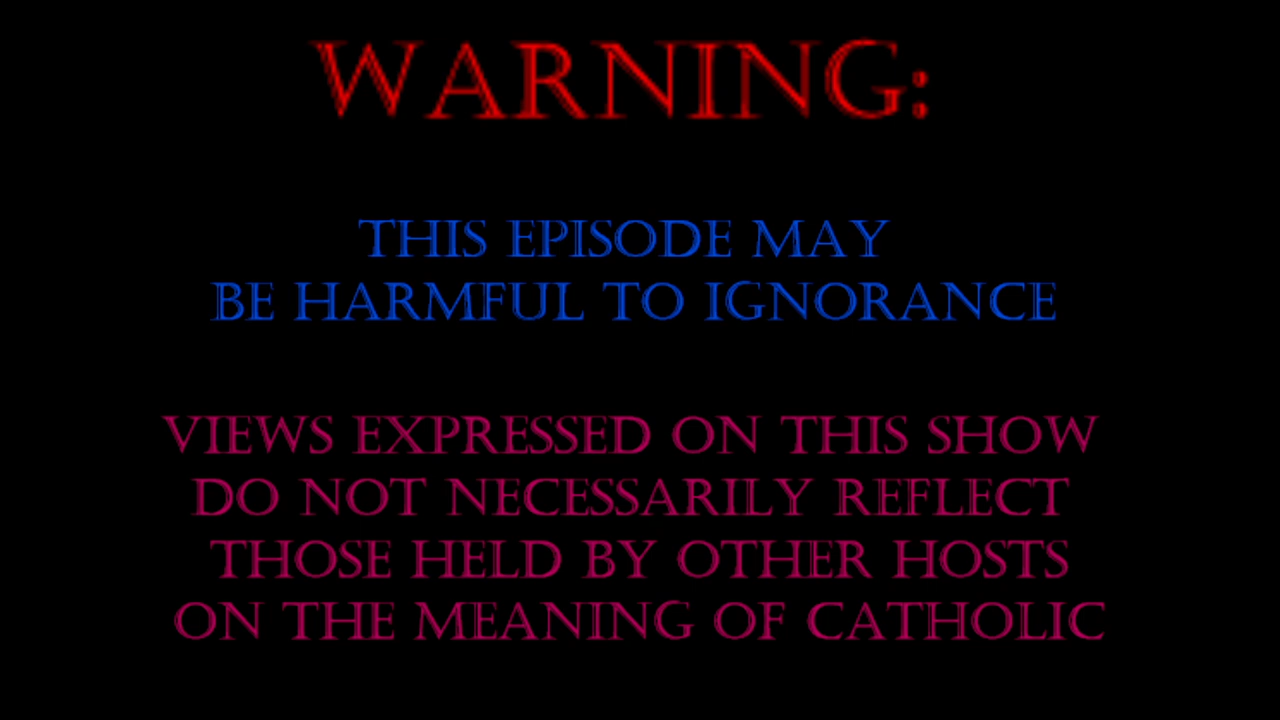 WARNING:
THIS EPISODE MAY
BE HARMFUL TO IGNORANCE
VIEWS EXPRESSED ON THIS SHOW
DO NOT NECESSARILY REFLECT
THOSE HELD BY OTHER HOSTS
ON THE MEANING OF CATHOLIC